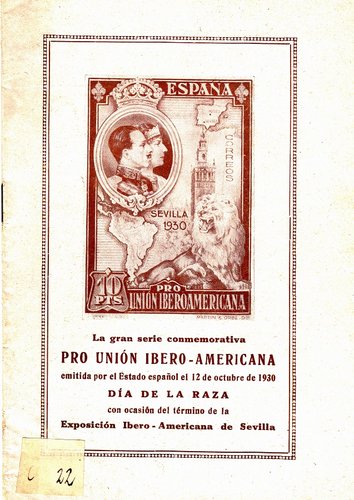 ESPAÑA
CORREOS
SEVILLA
1930
10
PTS
PRO
UNIÓN IBEROAMERICANA
La gran serie conmemorativa
PRO UNIÓN IBERO-AMERICANA
emitida por el Estado español el 12 de octubre de 1930
DÍA DE LA RAZA
con ocasión del término de la
Exposición Ibero-Americana de Sevilla
22